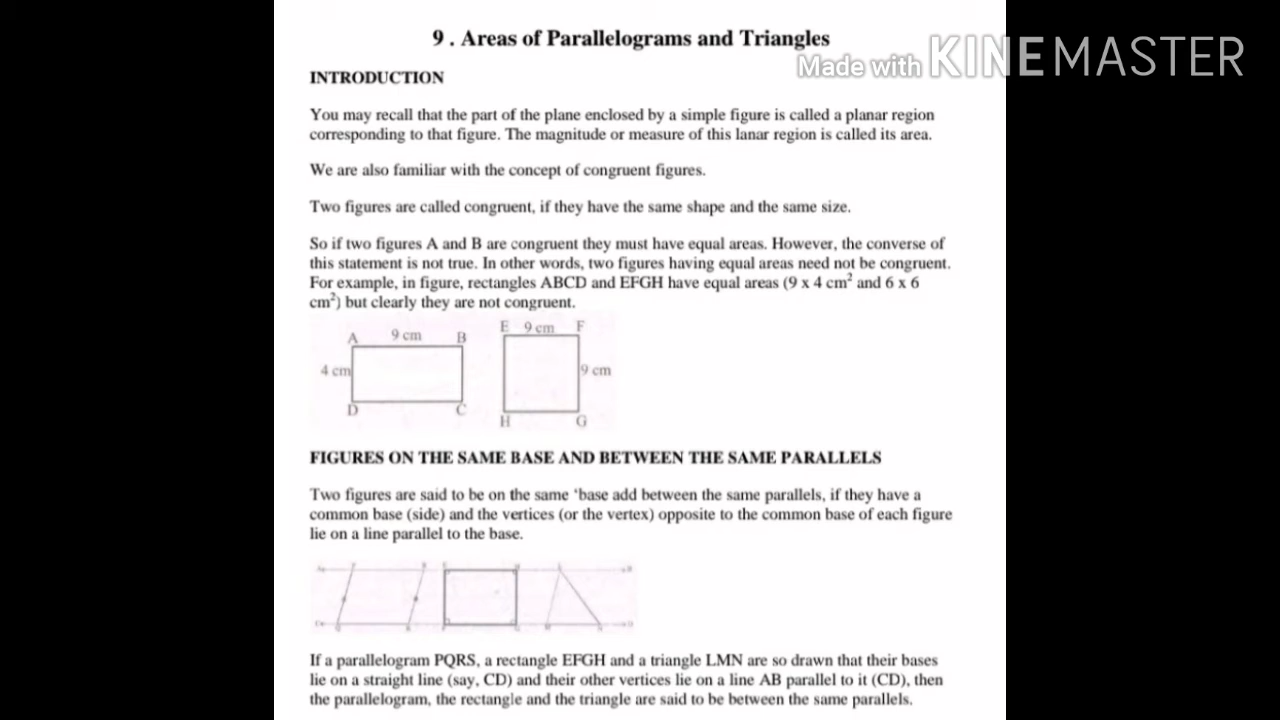 9 . Areas of Parallelograms and Triangles
Made with KINEMASTER
INTRODUCTION
You may recall that the part of the plane enclosed by a simple figure is called a planar region
corresponding to that figure. The magnitude or measure of this lanar region is called its area.
We are also familiar with the concept of congruent figures.
Two figures are called congruent, if they have the same shape and the same size.
So if two figures A and B are congruent they must have equal areas. However, the converse of
this statement is not true. In other words, two figures having equal areas need not be congruent.
For example, in figure, rectangles ABCD and EFGH have equal areas (9 x 4 cm² and 6 x 6
cm²) but clearly they are not congruent.
A 9 cm B E 9 cm F
4 cm 9 cm
D C H G
FIGURES ON THE SAME BASE AND BETWEEN THE SAME PARALLELS
Two figures are said to be on the same ‘base add between the same parallels, if they have a
common base (side) and the vertices (or the vertex) opposite to the common base of each figure
lie on a line parallel to the base.
If a parallelogram PQRS, a rectangle EFGH and a triangle LMN are so drawn that their bases
lie on a straight line (say, CD) and their other vertices lie on a line AB parallel to it (CD), then
the parallelogram, the rectangle and the triangle are said to be between the same parallels.